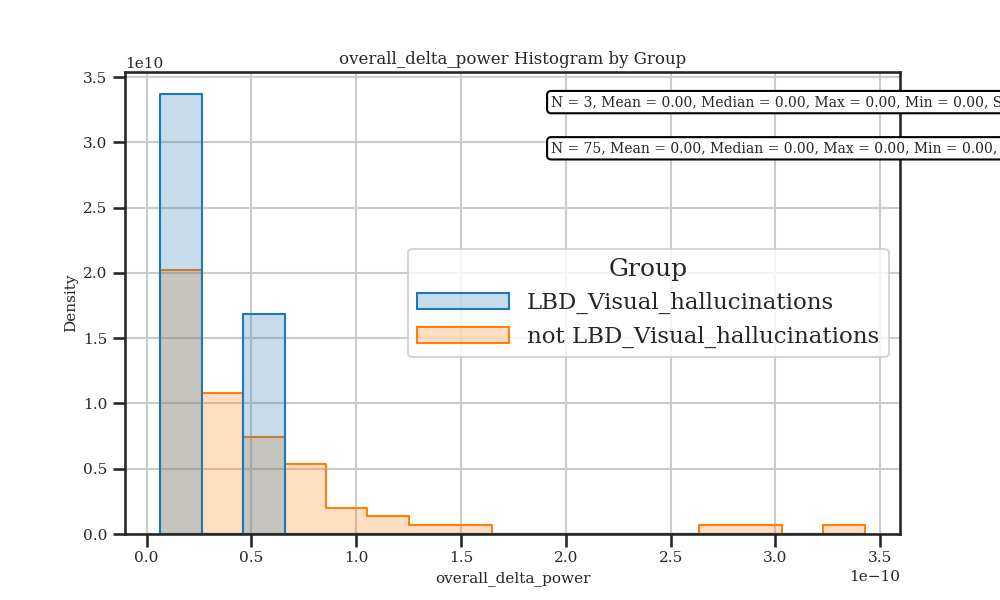 overall_delta_power Histogram by Group
1e10
3.5
3.0
2.5
2.0
1.5
1.0
0.5
0.0
Density
N = 3, Mean = 0.00, Median = 0.00, Max = 0.00, Min = 0.00, S
N = 75, Mean = 0.00, Median = 0.00, Max = 0.00, Min = 0.00,
Group
LBD_Visual_hallucinations
not LBD_Visual_hallucinations
0.0 0.5 1.0 1.5 2.0 2.5 3.0 3.5
1e−10
overall_delta_power